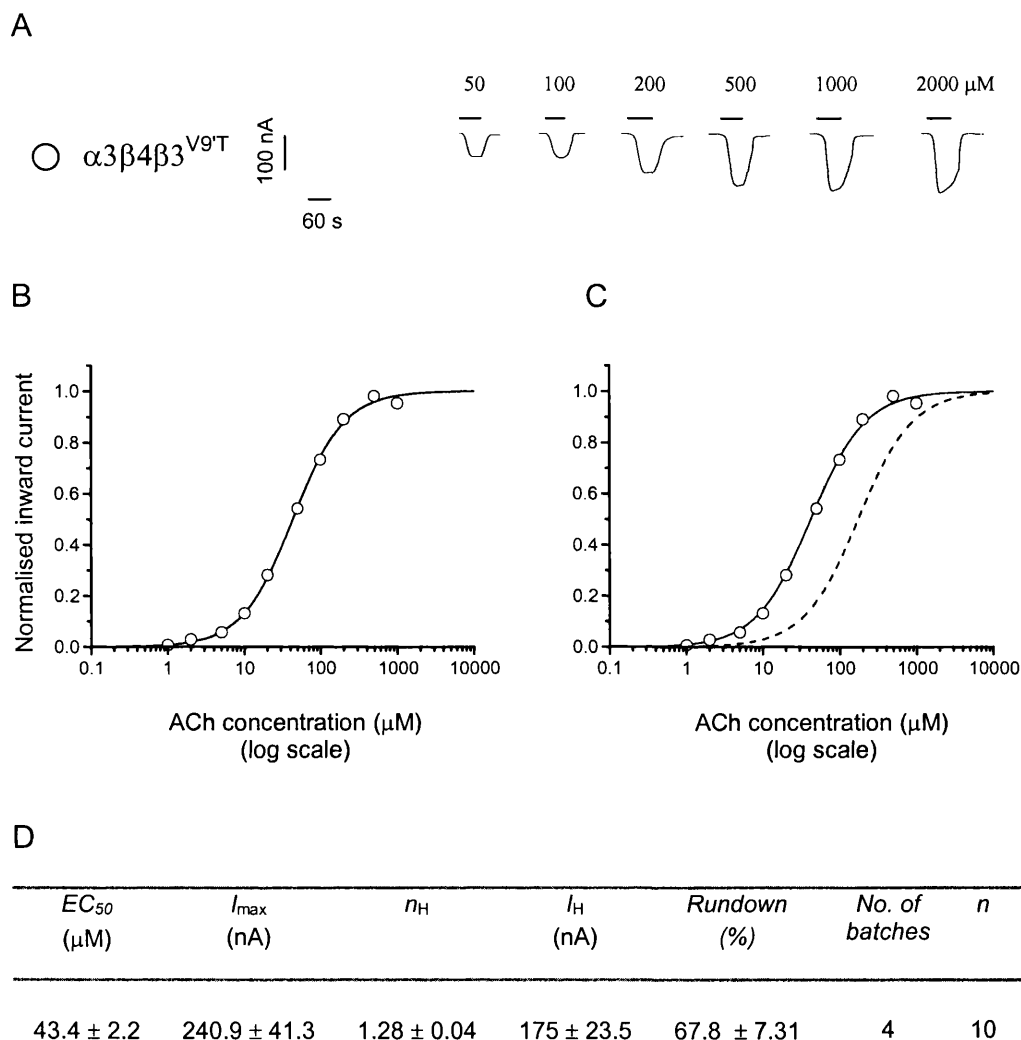 A
50 100 200 500 1000 2000 μM
α3β4β3^V9'T
100 nA
60 s
B
C
Normalised inward current
1.0
0.8
0.6
0.4
0.2
0.0
0.1 1 10 100 1000 10000
ACh concentration (μM)
(log scale)
1.0
0.8
0.6
0.4
0.2
0.0
0.1 1 10 100 1000 10000
ACh concentration (μM)
(log scale)
D
EC50 Imax nH IH Rundown No. of n
(μM) (nA) (nA) (%) batches
43.4 ± 2.2 240.9 ± 41.3 1.28 ± 0.04 175 ± 23.5 67.8 ± 7.31 4 10